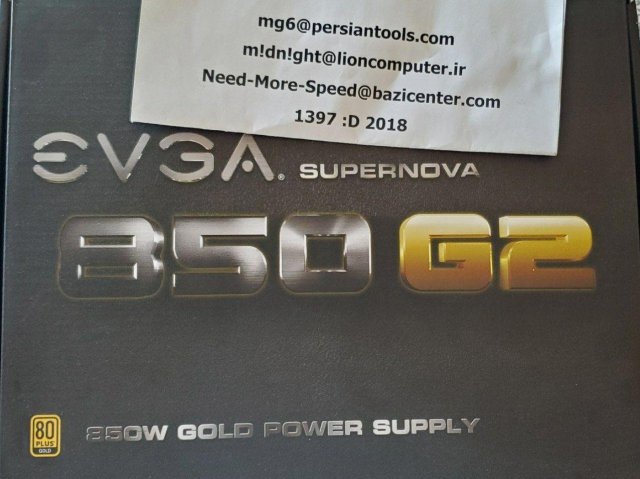 mg6@persiantools.com
m!dn!ght@lioncomputer.ir
Need-More-Speed@bazicenter.com
1397 :D 2018
EVGA® SUPERNOVA
850 G2
80
PLUS®
GOLD
850W GOLD POWER SUPPLY